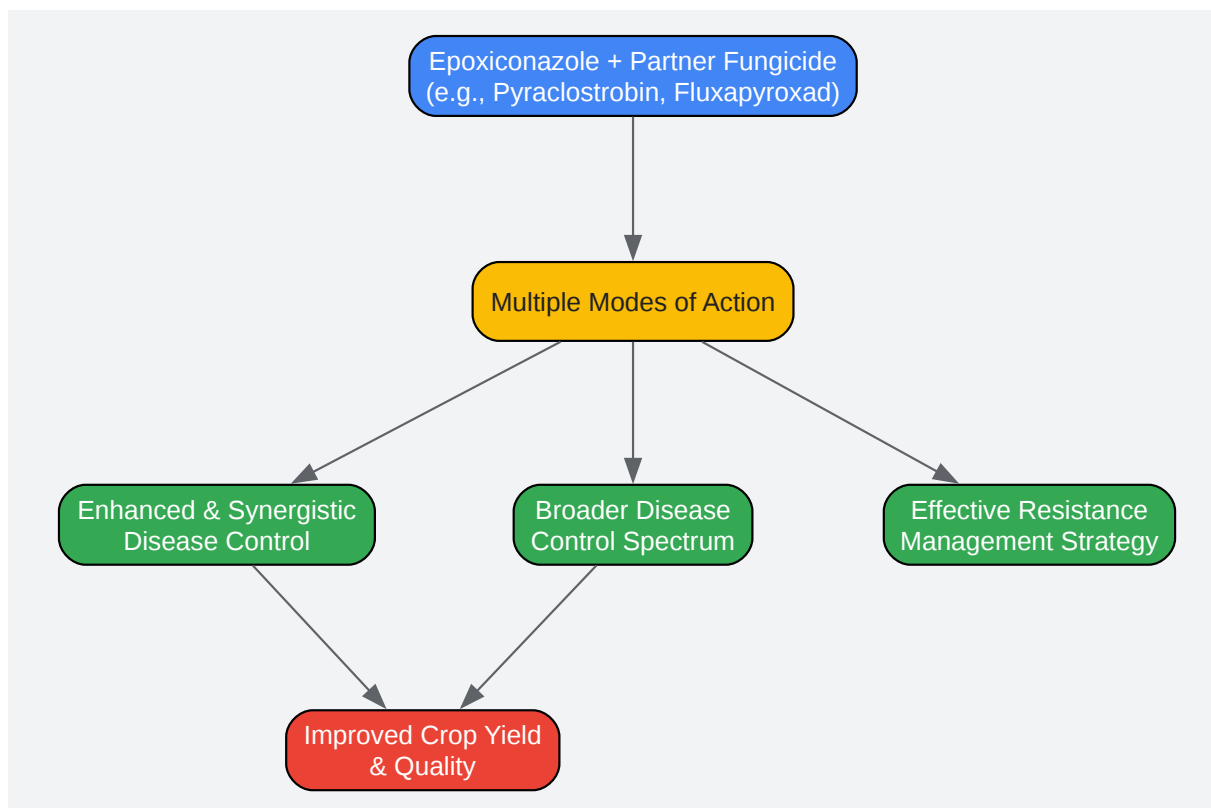 Epoxiconazole + Partner Fungicide
(e.g., Pyraclostrobin, Fluxapyroxad)
Multiple Modes of Action
Enhanced & Synergistic
Disease Control
Broader Disease
Control Spectrum
Effective Resistance
Management Strategy
Improved Crop Yield
& Quality